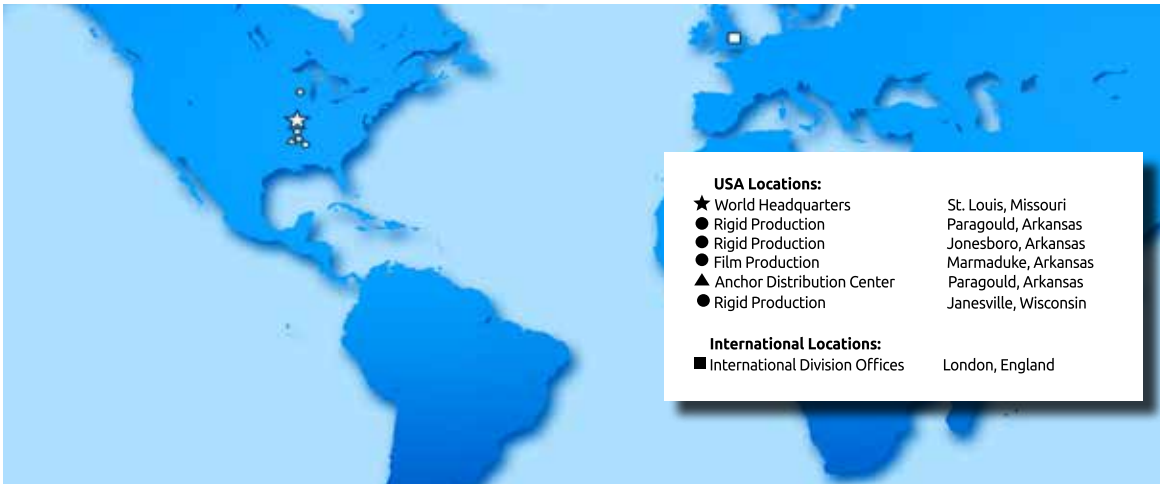 USA Locations:
World Headquarters St. Louis, Missouri
Rigid Production Paragould, Arkansas
Rigid Production Jonesboro, Arkansas
Film Production Marmaduke, Arkansas
Anchor Distribution Center Paragould, Arkansas
Rigid Production Janesville, Wisconsin
International Locations:
International Division Offices London, England